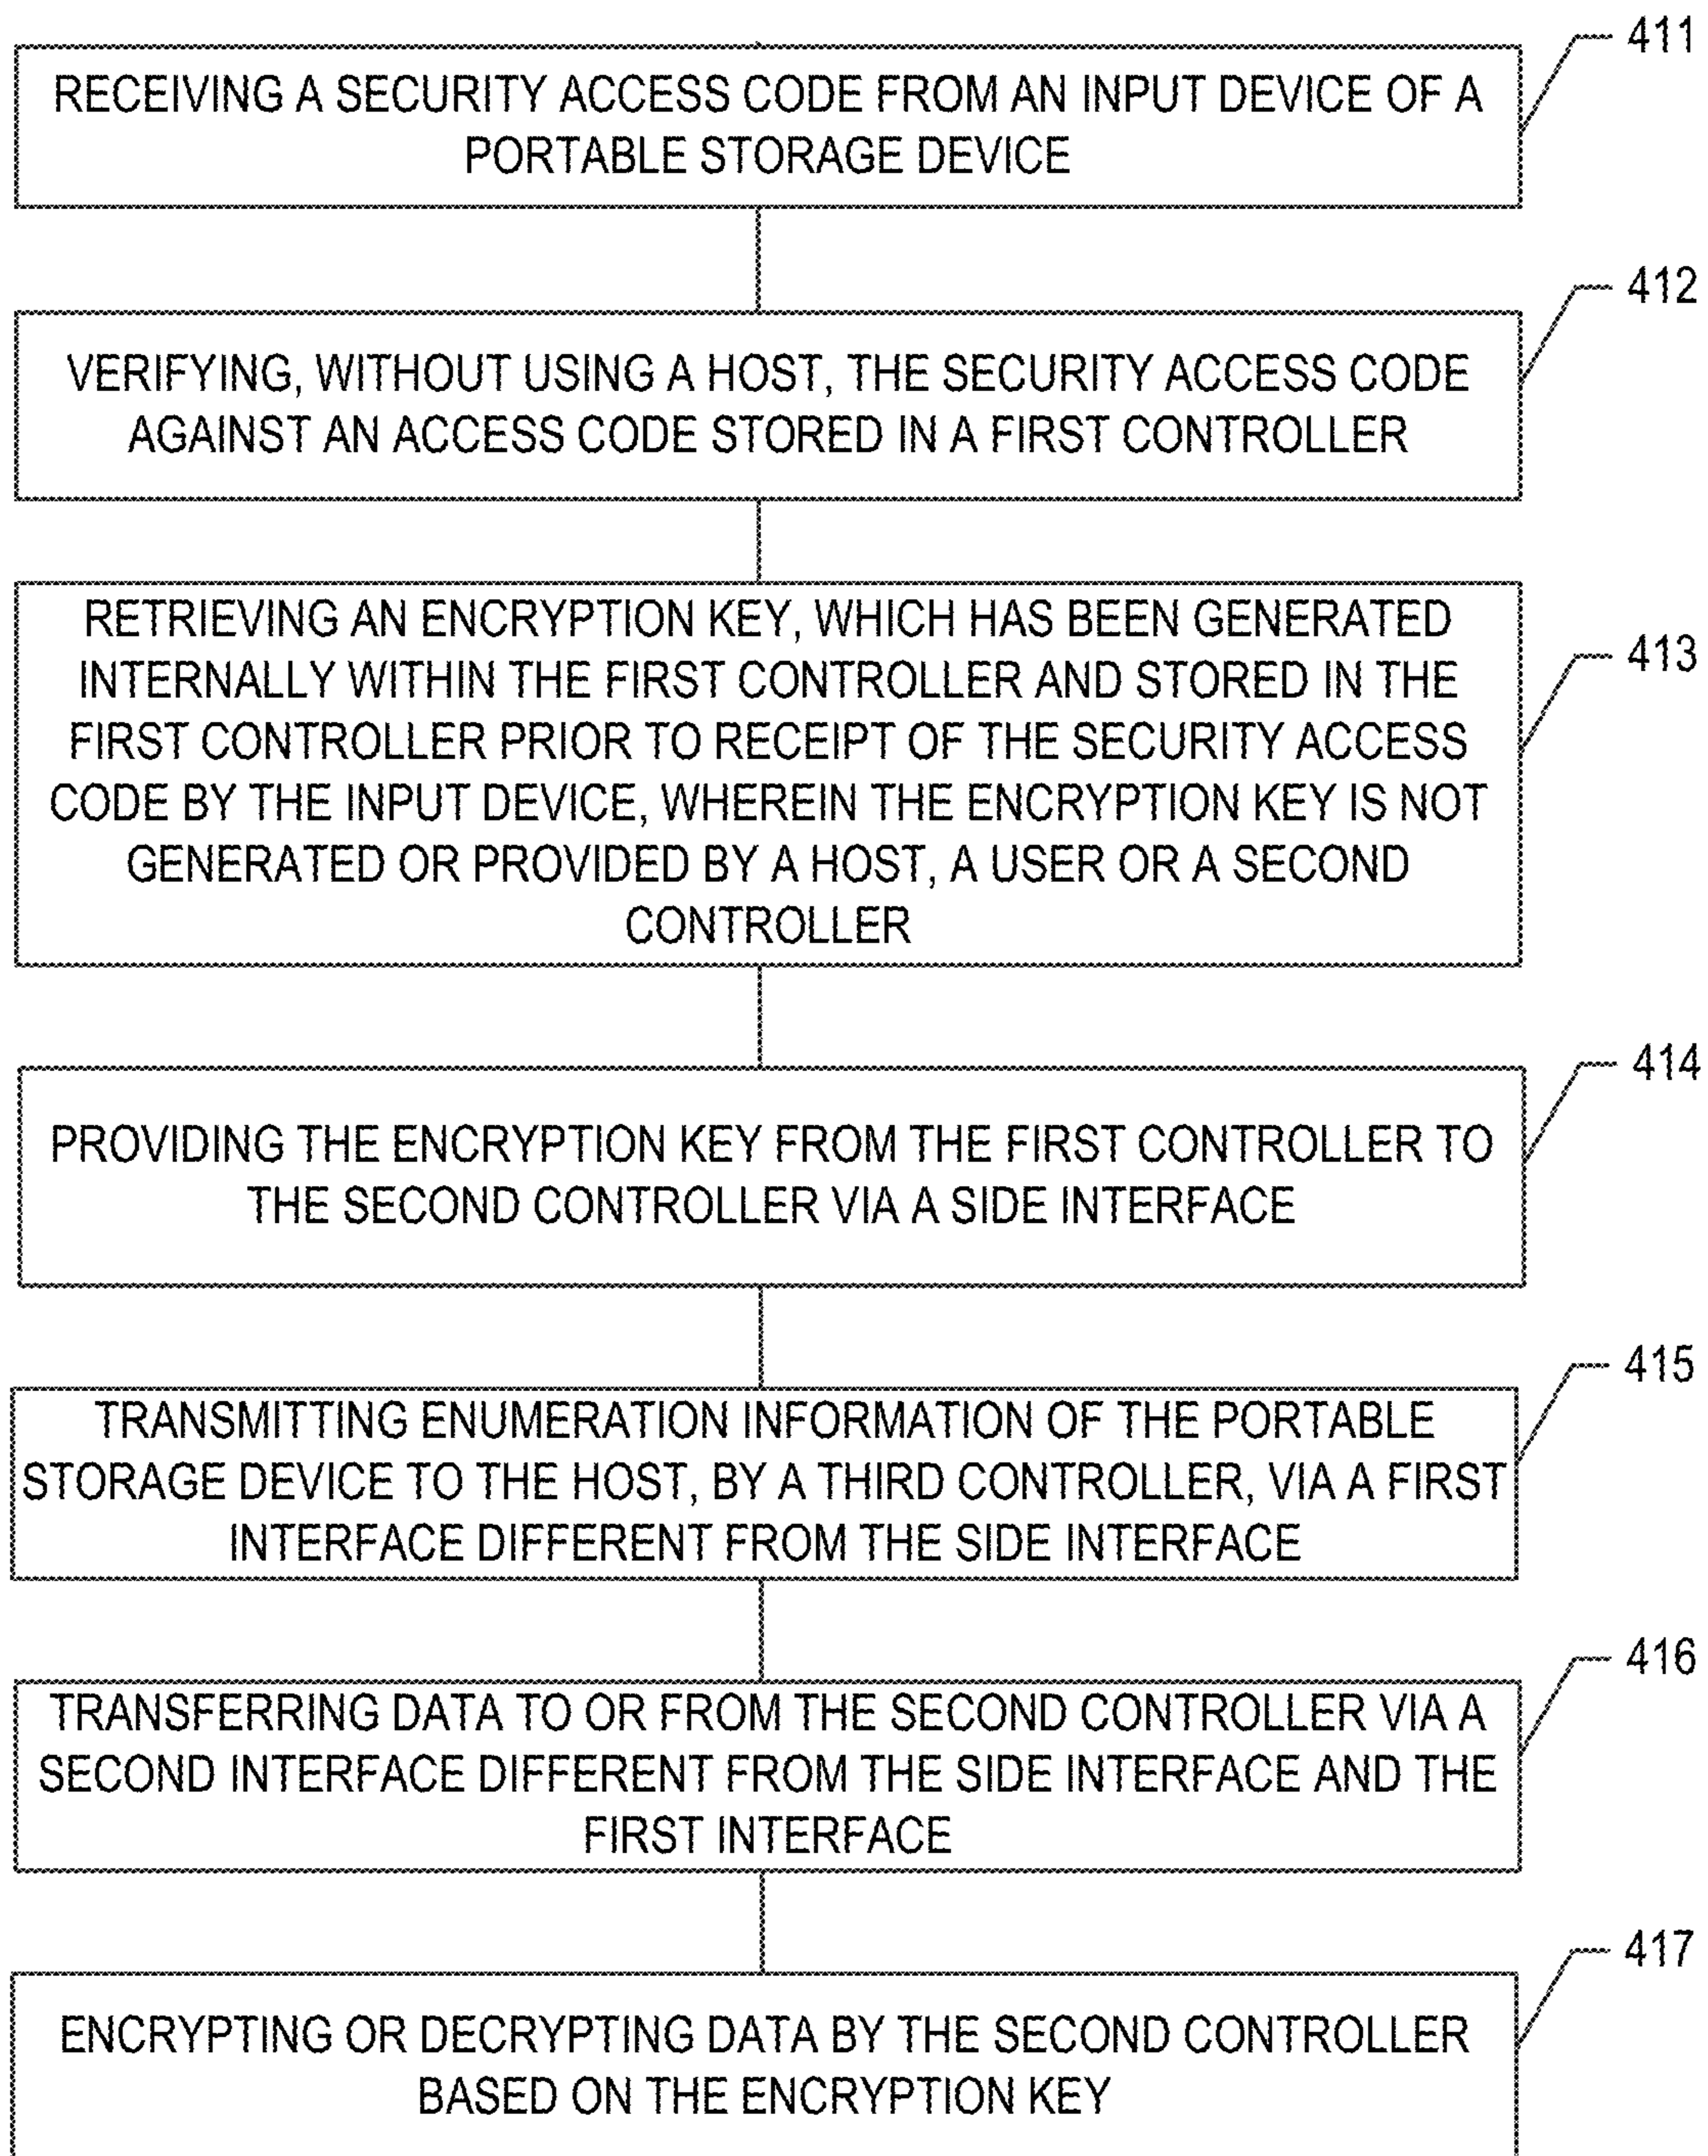 411
RECEIVING A SECURITY ACCESS CODE FROM AN INPUT DEVICE OF A
PORTABLE STORAGE DEVICE
412
VERIFYING, WITHOUT USING A HOST, THE SECURITY ACCESS CODE
AGAINST AN ACCESS CODE STORED IN A FIRST CONTROLLER
413
RETRIEVING AN ENCRYPTION KEY, WHICH HAS BEEN GENERATED
INTERNALLY WITHIN THE FIRST CONTROLLER AND STORED IN THE
FIRST CONTROLLER PRIOR TO RECEIPT OF THE SECURITY ACCESS
CODE BY THE INPUT DEVICE, WHEREIN THE ENCRYPTION KEY IS NOT
GENERATED OR PROVIDED BY A HOST, A USER OR A SECOND
CONTROLLER
414
PROVIDING THE ENCRYPTION KEY FROM THE FIRST CONTROLLER TO
THE SECOND CONTROLLER VIA A SIDE INTERFACE
415
TRANSMITTING ENUMERATION INFORMATION OF THE PORTABLE
STORAGE DEVICE TO THE HOST, BY A THIRD CONTROLLER, VIA A FIRST
INTERFACE DIFFERENT FROM THE SIDE INTERFACE
416
TRANSFERRING DATA TO OR FROM THE SECOND CONTROLLER VIA A
SECOND INTERFACE DIFFERENT FROM THE SIDE INTERFACE AND THE
FIRST INTERFACE
417
ENCRYPTING OR DECRYPTING DATA BY THE SECOND CONTROLLER
BASED ON THE ENCRYPTION KEY